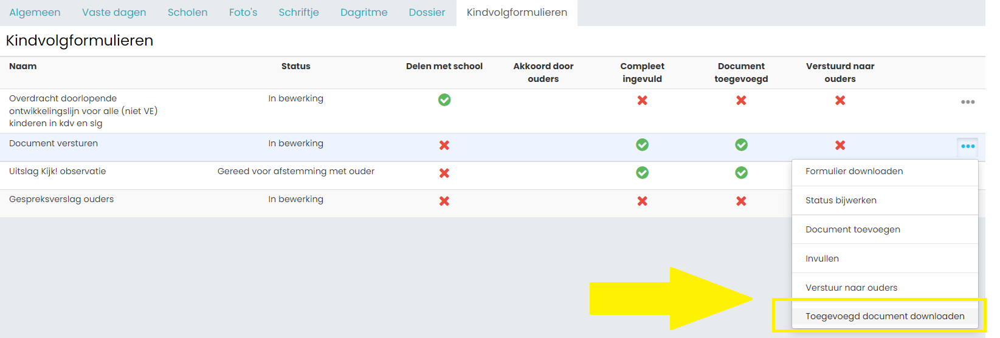 Algemeen Vaste dagen Scholen Foto's Schriftje Dagritme Dossier Kindvolgformulieren
Kindvolgformulieren
Naam Status Delen met school Akkoord door Compleet Document Verstuurd naar
ouders ingevuld toegevoegd ouders
Overdracht doorlopende In bewerking
ontwikkelingslijn voor alle (niet VE)
kinderen in kdv en slg
Document versturen In bewerking
Uitslag Kijk! observatie Gereed voor afstemming met ouder
Gespreksverslag ouders In bewerking
Formulier downloaden
Status bijwerken
Document toevoegen
Invullen
Verstuur naar ouders
Toegevoegd document downloaden